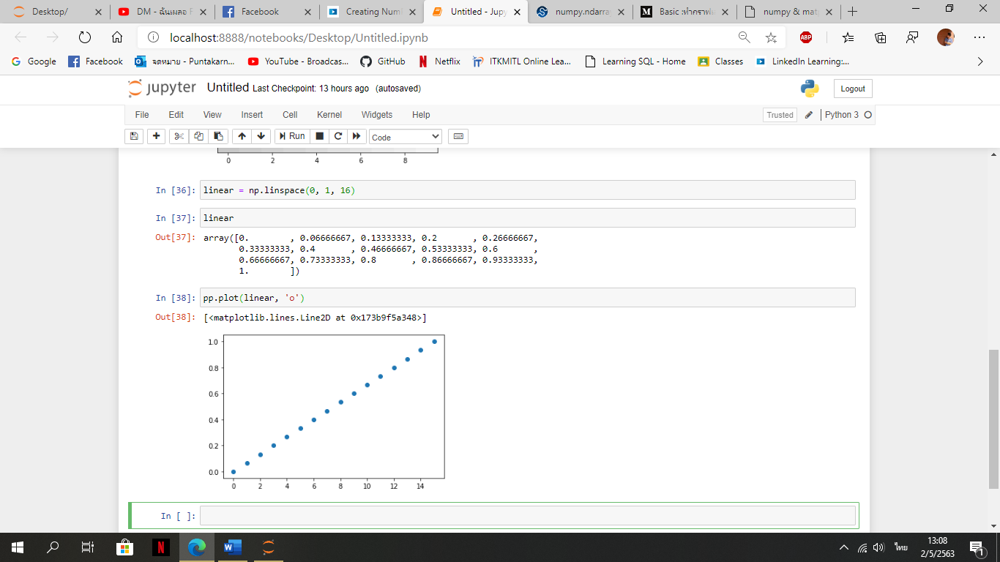 Desktop/
DM - ฉันเผลอ F
Facebook
Creating Num
Untitled - Jupy
numpy.ndarra
Basic :ทำกราฟแ
numpy & mat
localhost:8888/notebooks/Desktop/Untitled.ipynb
ABP
Google
Facebook
จดหมาย - Puntakarn...
YouTube - Broadcas...
GitHub
Netflix
ITKMITL Online Lea...
Learning SQL - Home
Classes
LinkedIn Learning:...
jupyter Untitled Last Checkpoint: 13 hours ago (autosaved)
Logout
File Edit View Insert Cell Kernel Widgets Help
Trusted
Python 3
Run
Code
0 2 4 6 8
In [36]: linear = np.linspace(0, 1, 16)
In [37]: linear
Out[37]: array([0.        , 0.06666667, 0.13333333, 0.2       , 0.26666667,
0.33333333, 0.4       , 0.46666667, 0.53333333, 0.6       ,
0.66666667, 0.73333333, 0.8       , 0.86666667, 0.93333333,
1.        ])
In [38]: pp.plot(linear, 'o')
Out[38]: [<matplotlib.lines.Line2D at 0x173b9f5a348>]
1.0
0.8
0.6
0.4
0.2
0.0
0 2 4 6 8 10 12 14
In [ ]:
ไทย
13:08
2/5/2563
1